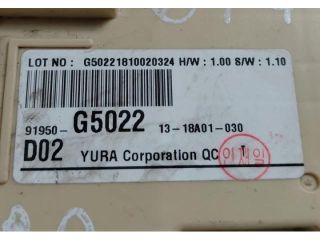 LOT NO : G50221810020324 H/W : 1.00 S/W : 1.10
91950- G5022 13-18A01-030
D02 YURA Corporation QC T